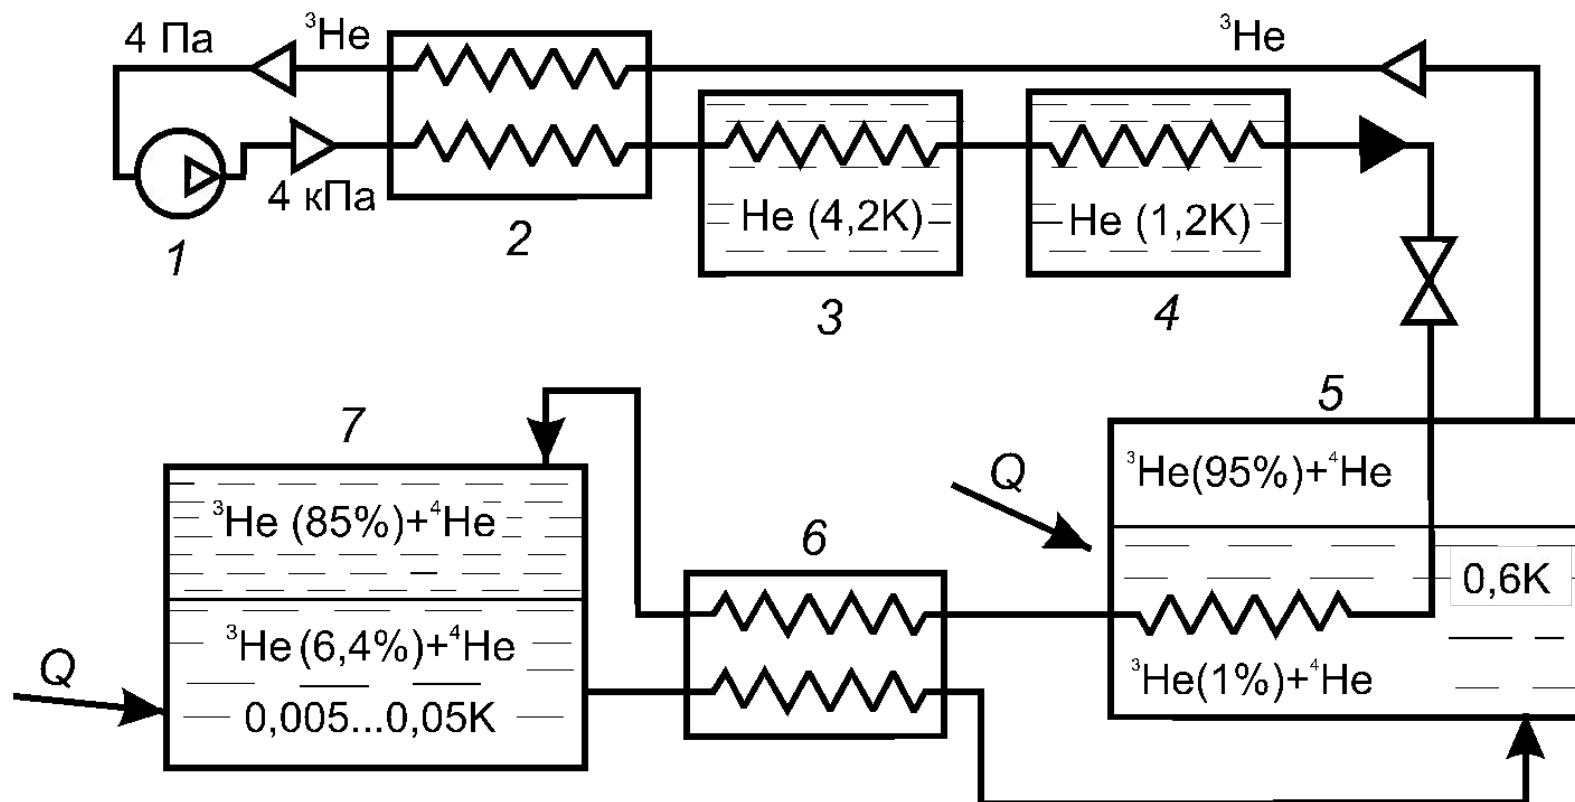 4 Па
³He
³He
4 кПа
1
2
He (4,2K)
He (1,2K)
3
4
5
7
³He(95%)+⁴He
Q
³He (85%)+⁴He
6
0,6K
³He(6,4%)+⁴He
Q
³He(1%)+⁴He
0,005...0,05K